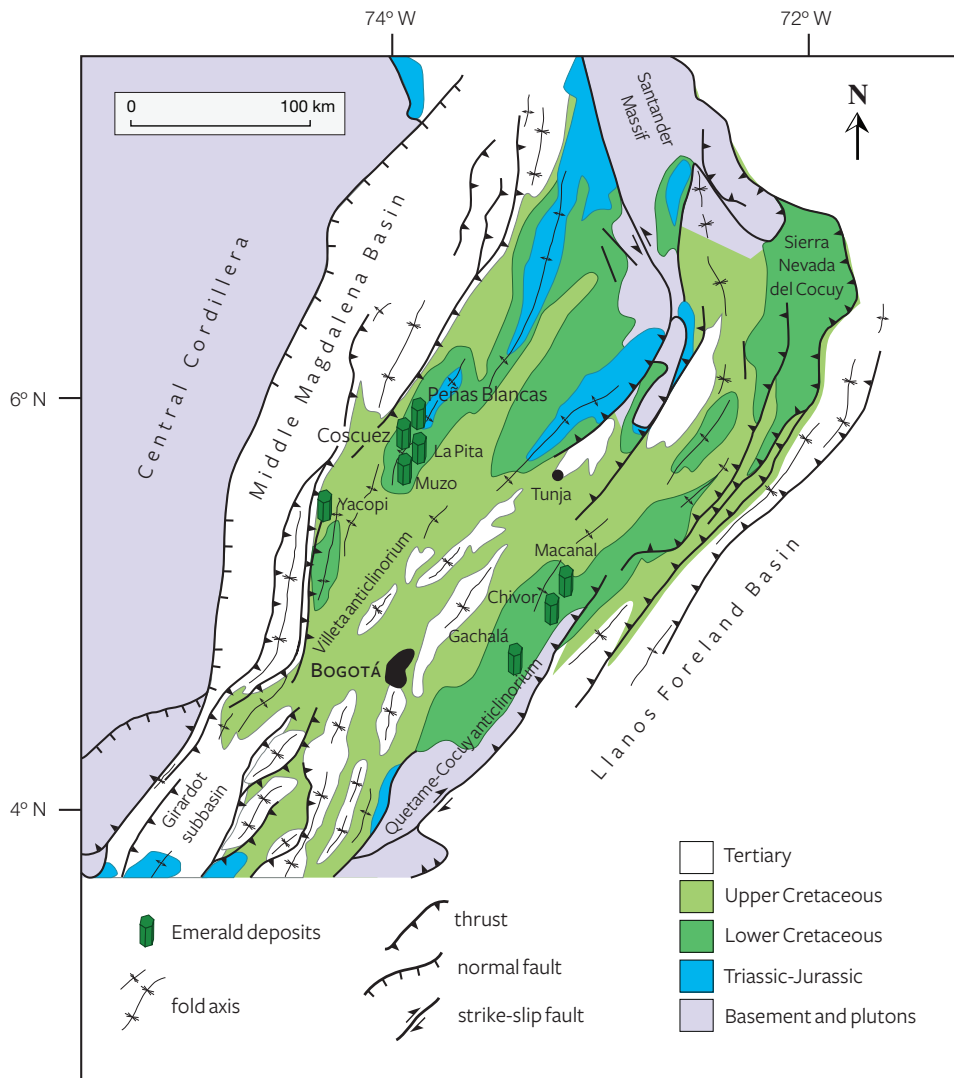 74º W
72º W
0
100 km
N
Santander
Massif
Central Cordillera
Middle Magdalena Basin
Sierra
Nevada
del Cocuy
6º N
Peñas Blancas
Coscuez
La Pita
Muzo
Tunja
Yacopi
Macanal
Villeta anticlinorium
Chivor
Gachalá
BOGOTÁ
Quetame-Cocuy anticlinorium
Llanos Foreland Basin
4º N
Girardot
subbasin
Emerald deposits
fold axis
thrust
normal fault
strike-slip fault
Tertiary
Upper Cretaceous
Lower Cretaceous
Triassic-Jurassic
Basement and plutons